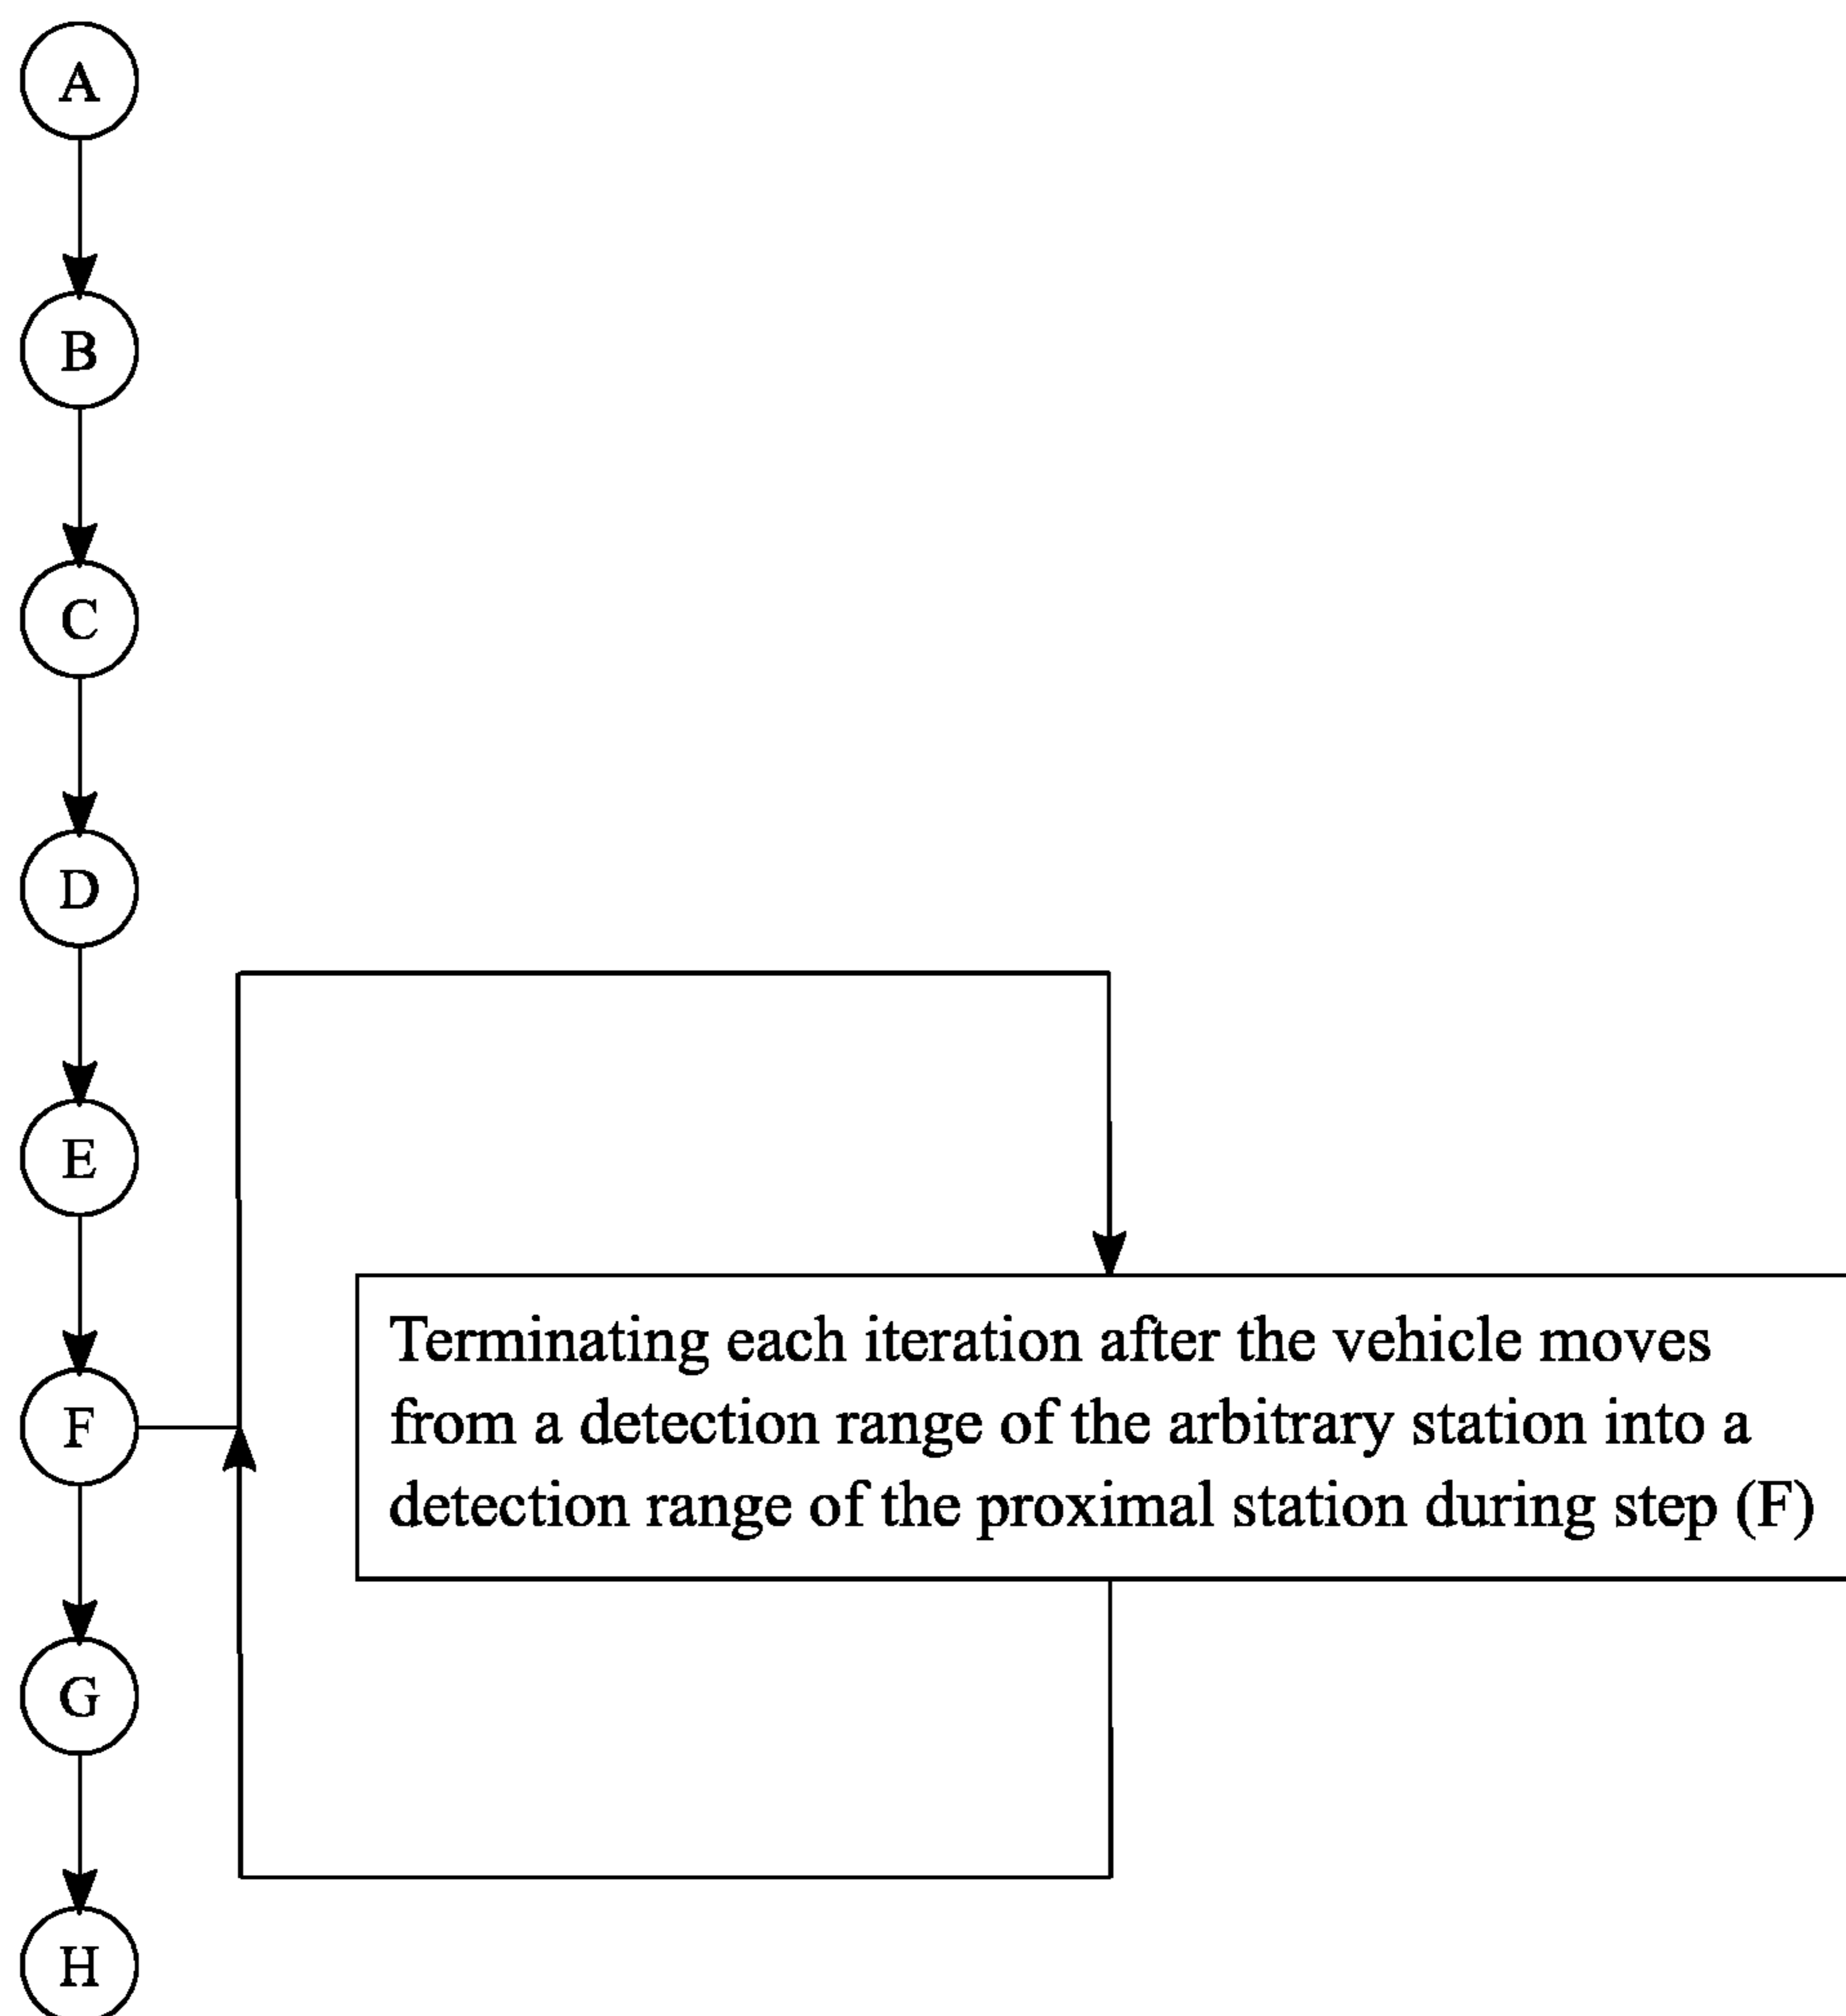 A
B
C
D
E
Terminating each iteration after the vehicle moves
from a detection range of the arbitrary station into a
detection range of the proximal station during step (F)
F
G
H